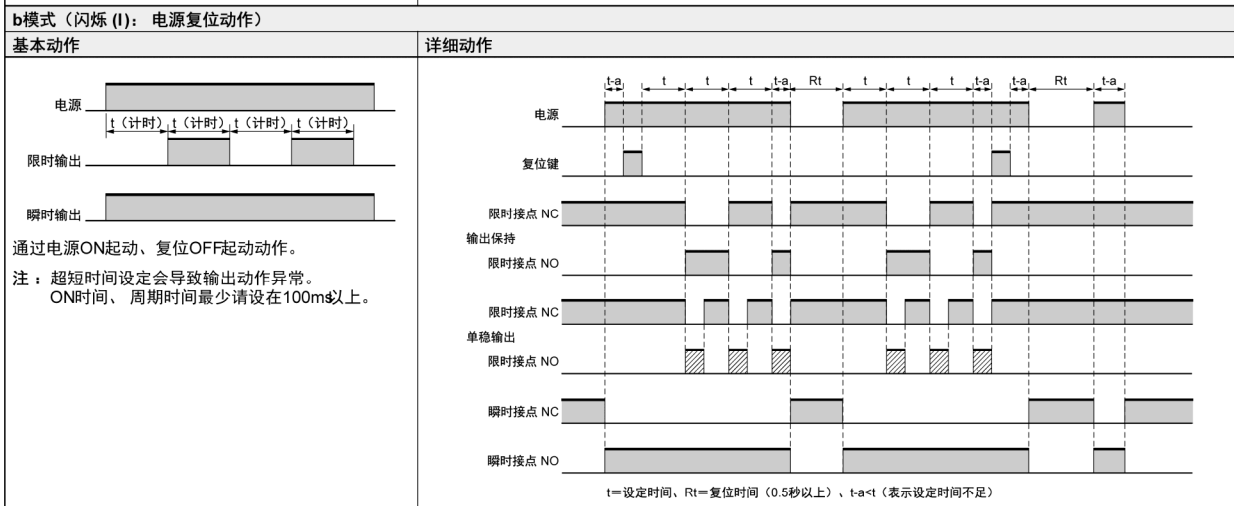 b模式（闪烁 (I)： 电源复位动作）
基本动作
详细动作
电源
t（计时） t（计时） t（计时） t（计时）
限时输出
瞬时输出
通过电源ON起动、复位OFF起动动作。
注： 超短时间设定会导致输出动作异常。
ON时间、 周期时间最少请设在100ms以上。
t-a t t t t-a Rt t t t t-a t-a Rt t-a
电源
复位键
限时接点 NC
输出保持
限时接点 NO
限时接点 NC
单稳输出
限时接点 NO
瞬时接点 NC
瞬时接点 NO
t＝设定时间、Rt＝复位时间（0.5秒以上）、t-a<t（表示设定时间不足）